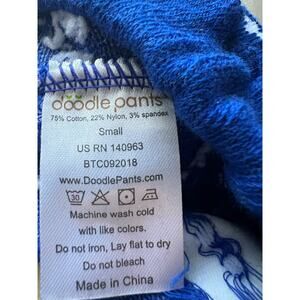 doodle pants
75% Cotton, 22% Nylon, 3% spandex
Small
US RN 140963
BTC092018
www.DoodlePants.com
30
Machine wash cold
with like colors.
Do not iron, Lay flat to dry
Do not bleach
Made in China